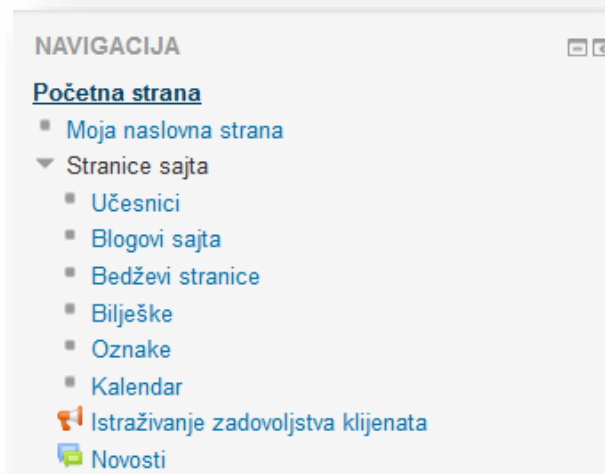 NAVIGACIJA
Početna strana
Moja naslovna strana
Stranice sajta
Učesnici
Blogovi sajta
Bedževi stranice
Bilješke
Oznake
Kalendar
Istraživanje zadovoljstva klijenata
Novosti